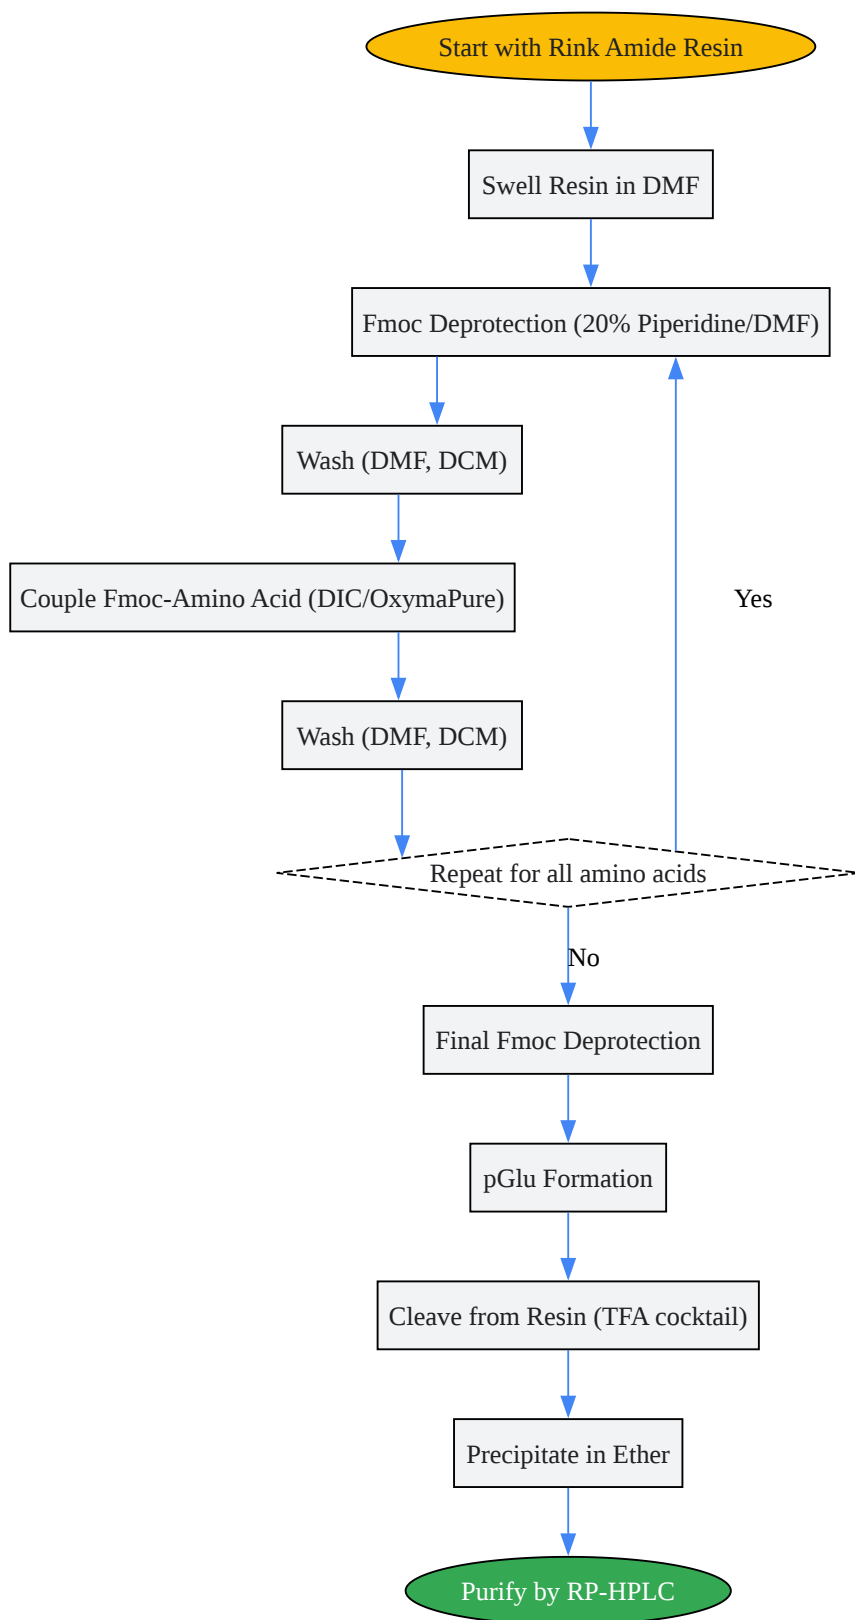 Start with Rink Amide Resin
Swell Resin in DMF
Fmoc Deprotection (20% Piperidine/DMF)
Wash (DMF, DCM)
Couple Fmoc-Amino Acid (DIC/OxymaPure)
Yes
Wash (DMF, DCM)
Repeat for all amino acids
No
Final Fmoc Deprotection
pGlu Formation
Cleave from Resin (TFA cocktail)
Precipitate in Ether
Purify by RP-HPLC